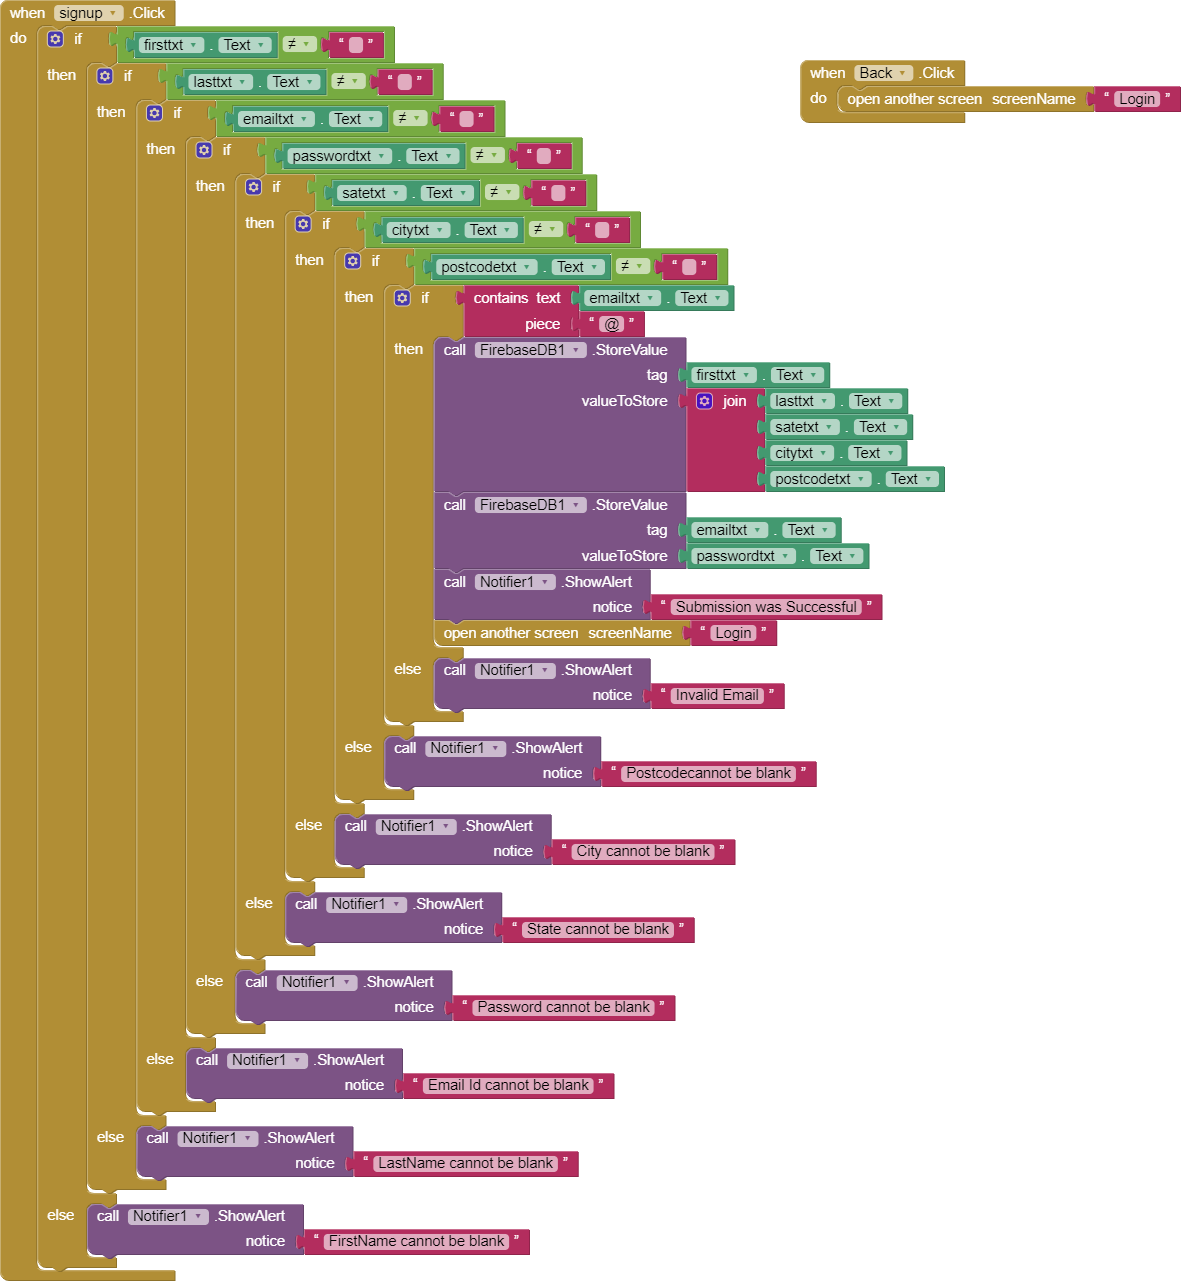 when signup .Click
do if firsttxt . Text ≠ “ ”
then if lasttxt . Text ≠ “ ”
then if emailtxt . Text ≠ “ ”
then if passwordtxt . Text ≠ “ ”
then if satetxt . Text ≠ “ ”
then if citytxt . Text ≠ “ ”
then if postcodetxt . Text ≠ “ ”
then if contains text emailtxt . Text
piece “ @ ”
then call FirebaseDB1 .StoreValue
tag firsttxt . Text
valueToStore join lasttxt . Text
satetxt . Text
citytxt . Text
postcodetxt . Text
call FirebaseDB1 .StoreValue
tag emailtxt . Text
valueToStore passwordtxt . Text
call Notifier1 .ShowAlert
notice “ Submission was Successful ”
open another screen screenName “ Login ”
else call Notifier1 .ShowAlert
notice “ Invalid Email ”
else call Notifier1 .ShowAlert
notice “ Postcodecannot be blank ”
else call Notifier1 .ShowAlert
notice “ City cannot be blank ”
else call Notifier1 .ShowAlert
notice “ State cannot be blank ”
else call Notifier1 .ShowAlert
notice “ Password cannot be blank ”
else call Notifier1 .ShowAlert
notice “ Email Id cannot be blank ”
else call Notifier1 .ShowAlert
notice “ LastName cannot be blank ”
else call Notifier1 .ShowAlert
notice “ FirstName cannot be blank ”
when Back .Click
do open another screen screenName “ Login ”